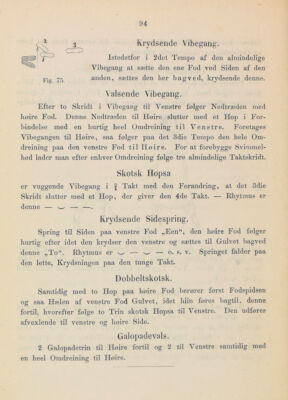 94
2
3
Fig. 75.
Krydsende Vibegang.
Istedetfor i 2det Tempo af den almindelige
Vibegang at sætte den ene Fod ved Siden af den
anden, sættes den her bagved, krydsende denne.
Valsende Vibegang.
Efter to Skridt i Vibegang til Venstre følger Nedtræden med
høire Fod. Denne Nedtræden til Høire slutter med et Hop i For-
bindelse med en hurtig heel Omdreining til Venstre. Foretages
Vibegangen til Høire, saa følger paa det 3die Tempo den hele Om-
dreining paa den venstre Fod til Høire. For at forebygge Svimmel-
hed lader man efter enhver Omdreining følge tre almindelige Taktskridt.
Skotsk Hopsa
er vuggende Vibegang i ¾ Takt med den Forandring, at det 3die
Skridt slutter med et Hop, der giver den 4de Takt. — Rhytmus er
denne — ⏑ — ⏑.
Krydsende Sidespring.
Spring til Siden paa venstre Fod „Een“, den høire Fod følger
hurtig efter idet den krydser den venstre og sættes til Gulvet bagved
denne „To“. Rhytmus er ⏑ — ⏑ — o. s. v. Springet falder paa
den lette, Krydsningen paa den tunge Takt.
Dobbeltskotsk.
Samtidig med to Hop paa høire Fod berører først Fodspidsen
og saa Hælen af venstre Fod Gulvet, idet hiin føres bagtil, denne
fortil, hvorefter følge to Trin skotsk Hopsa til Venstre. Den udføres
afvexlende til venstre og høire Side.
Galopadevals.
2 Galopadetrin til Høire fortil og 2 til Venstre samtidig med
en heel Omdreining til Høire.